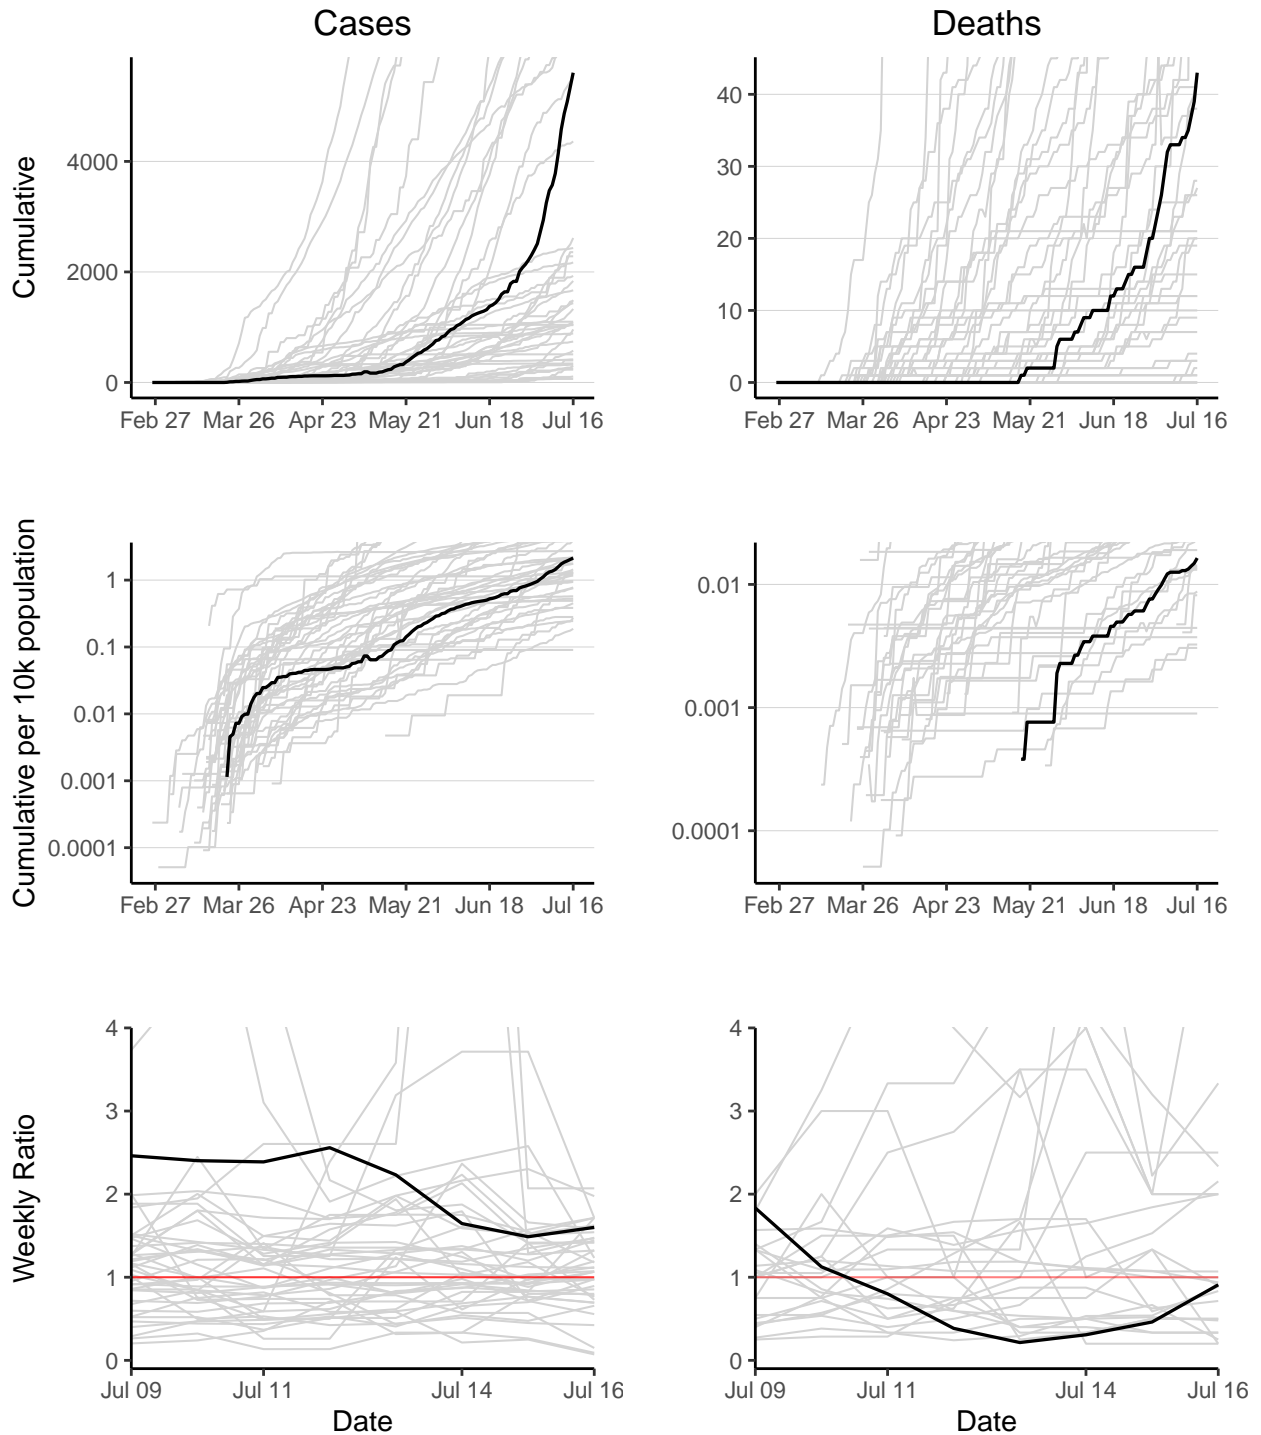 Cases
Deaths
Cumulative
4000
2000
0
Feb 27 Mar 26 Apr 23 May 21 Jun 18 Jul 16
40
30
20
10
0
Feb 27 Mar 26 Apr 23 May 21 Jun 18 Jul 16
Cumulative per 10k population
1
0.1
0.01
0.001
0.0001
Feb 27 Mar 26 Apr 23 May 21 Jun 18 Jul 16
0.01
0.001
0.0001
Feb 27 Mar 26 Apr 23 May 21 Jun 18 Jul 16
Weekly Ratio
4
3
2
1
0
Jul 09 Jul 11 Jul 14 Jul 16
Date
4
3
2
1
0
Jul 09 Jul 11 Jul 14 Jul 16
Date